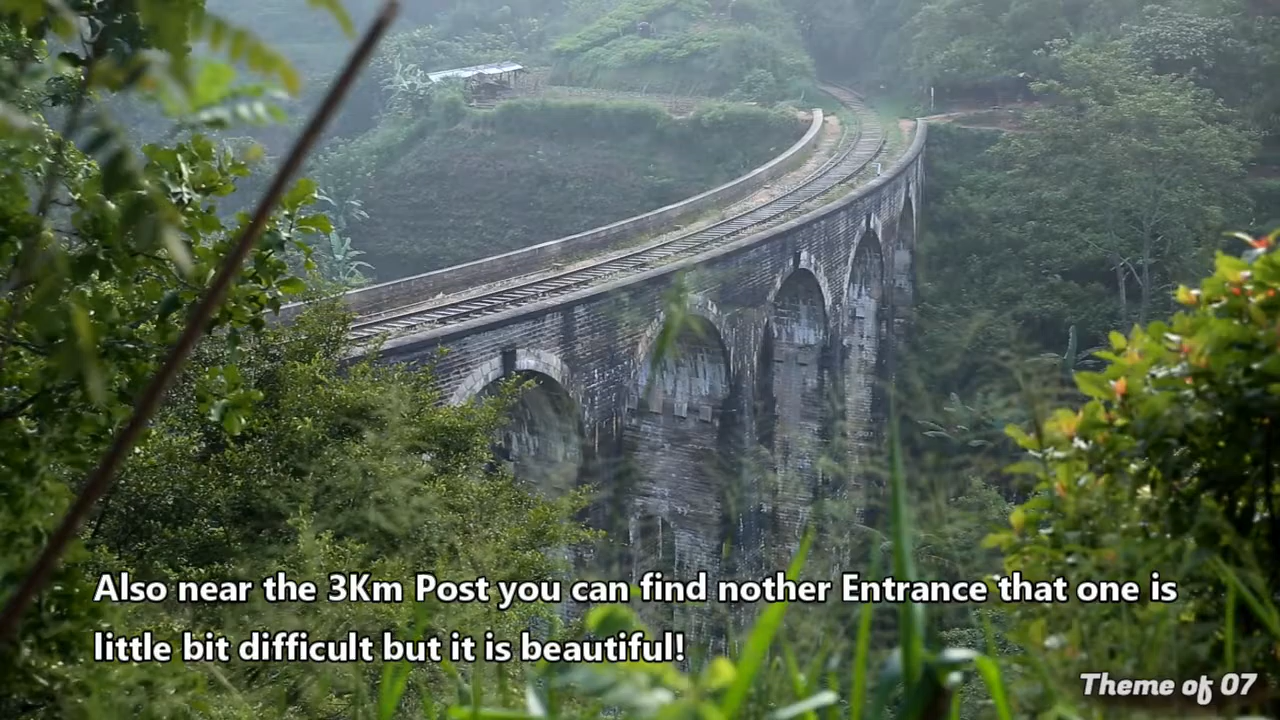 Also near the 3Km Post you can find nother Entrance that one is
little bit difficult but it is beautiful!
Theme of 07